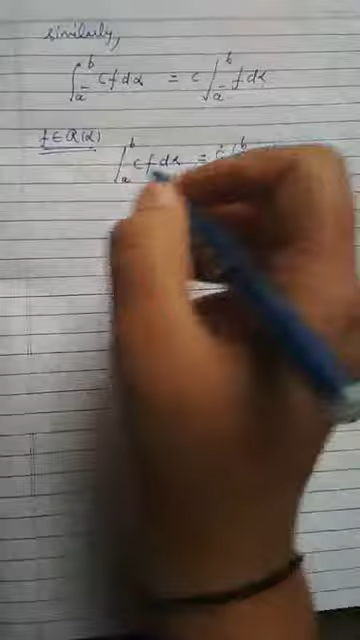 similarly,
∫_a̅^b cf dα = c ∫_a̅^b f dα
f ∈ R(α)
∫_a^b cf dα = c ∫^b